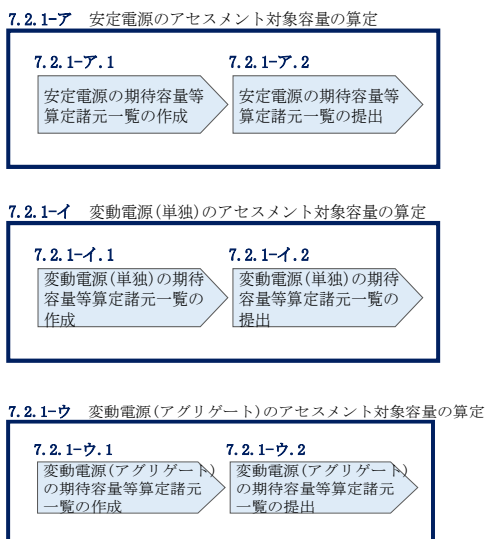 7.2.1-ア 安定電源のアセスメント対象容量の算定
7.2.1-ア.1
安定電源の期待容量等
算定諸元一覧の作成
7.2.1-ア.2
安定電源の期待容量等
算定諸元一覧の提出
7.2.1-イ 変動電源(単独)のアセスメント対象容量の算定
7.2.1-イ.1
変動電源(単独)の期待
容量等算定諸元一覧の
作成
7.2.1-イ.2
変動電源(単独)の期待
容量等算定諸元一覧の
提出
7.2.1-ウ 変動電源(アグリゲート)のアセスメント対象容量の算定
7.2.1-ウ.1
変動電源(アグリゲート)
の期待容量等算定諸元
一覧の作成
7.2.1-ウ.2
変動電源(アグリゲート)
の期待容量等算定諸元
一覧の提出